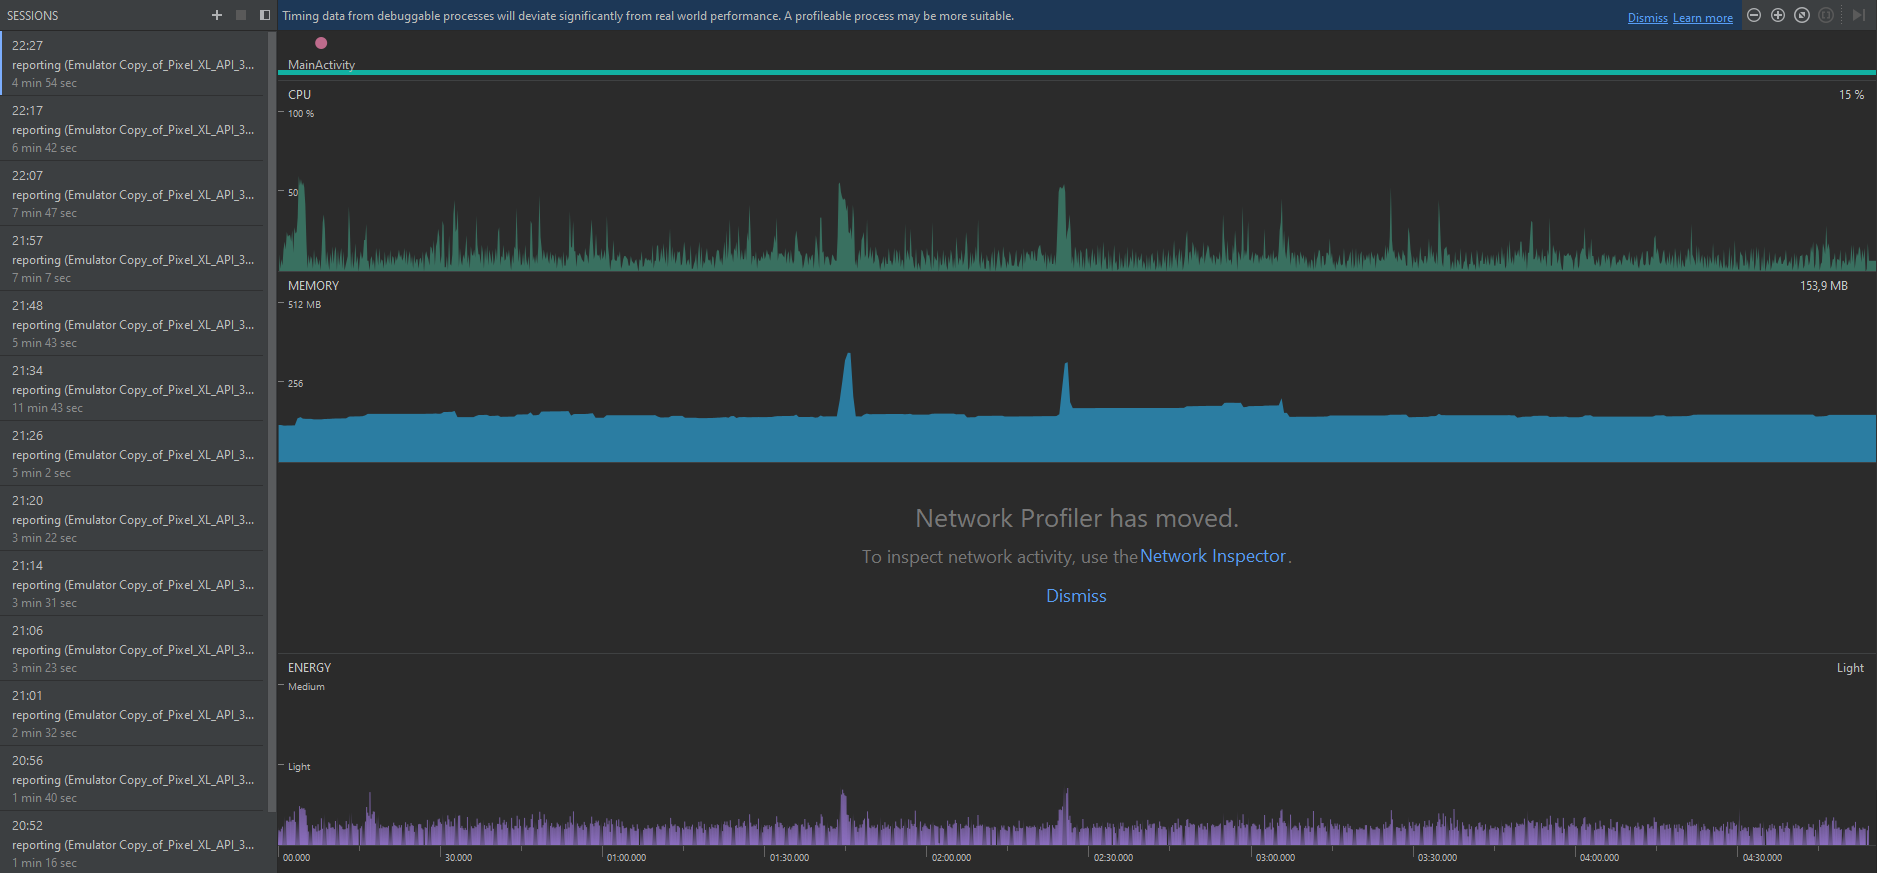 SESSIONS
22:27
reporting (Emulator Copy_of_Pixel_XL_API_3...
4 min 54 sec
22:17
reporting (Emulator Copy_of_Pixel_XL_API_3...
6 min 42 sec
22:07
reporting (Emulator Copy_of_Pixel_XL_API_3...
7 min 47 sec
21:57
reporting (Emulator Copy_of_Pixel_XL_API_3...
7 min 7 sec
21:48
reporting (Emulator Copy_of_Pixel_XL_API_3...
5 min 43 sec
21:34
reporting (Emulator Copy_of_Pixel_XL_API_3...
11 min 43 sec
21:26
reporting (Emulator Copy_of_Pixel_XL_API_3...
5 min 2 sec
21:20
reporting (Emulator Copy_of_Pixel_XL_API_3...
3 min 22 sec
21:14
reporting (Emulator Copy_of_Pixel_XL_API_3...
3 min 31 sec
21:06
reporting (Emulator Copy_of_Pixel_XL_API_3...
3 min 23 sec
21:01
reporting (Emulator Copy_of_Pixel_XL_API_3...
2 min 32 sec
20:56
reporting (Emulator Copy_of_Pixel_XL_API_3...
1 min 40 sec
20:52
reporting (Emulator Copy_of_Pixel_XL_API_3...
1 min 16 sec
Timing data from debuggable processes will deviate significantly from real world performance. A profileable process may be more suitable. Dismiss Learn more
MainActivity
CPU 15 %
100 %
50
MEMORY 153,9 MB
512 MB
256
Network Profiler has moved.
To inspect network activity, use the Network Inspector.
Dismiss
ENERGY Light
Medium
Light
00.000 30.000 01:00.000 01:30.000 02:00.000 02:30.000 03:00.000 03:30.000 04:00.000 04:30.000